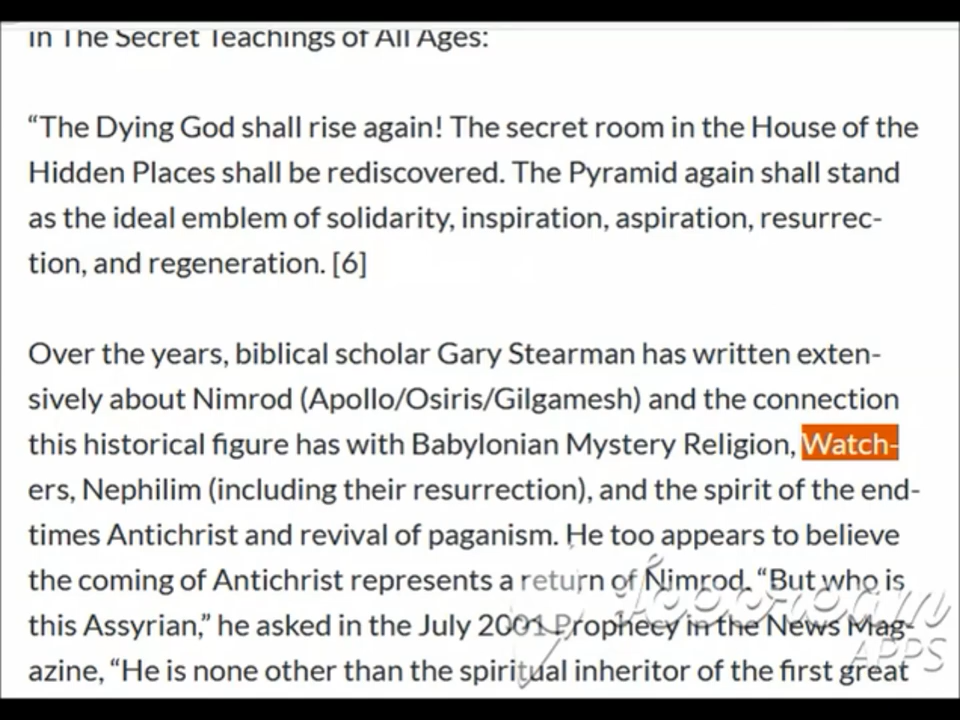 in The Secret Teachings of All Ages:
“The Dying God shall rise again! The secret room in the House of the
Hidden Places shall be rediscovered. The Pyramid again shall stand
as the ideal emblem of solidarity, inspiration, aspiration, resurrec-
tion, and regeneration. [6]
Over the years, biblical scholar Gary Stearman has written exten-
sively about Nimrod (Apollo/Osiris/Gilgamesh) and the connection
this historical figure has with Babylonian Mystery Religion, Watch-
ers, Nephilim (including their resurrection), and the spirit of the end-
times Antichrist and revival of paganism. He too appears to believe
the coming of Antichrist represents a return of Nimrod. “But who is
this Assyrian,” he asked in the July 2001 Prophecy in the News Mag-
azine, “He is none other than the spiritual inheritor of the first great
APPS